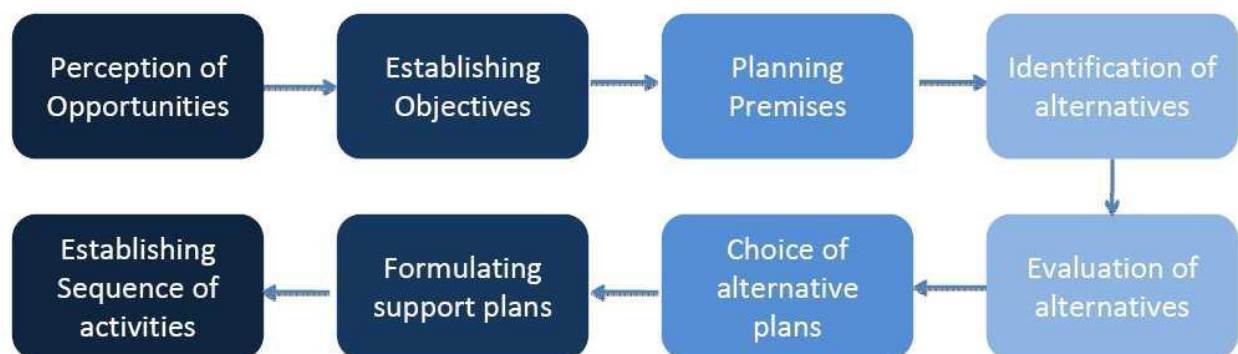 Perception of
Opportunities
Establishing
Objectives
Planning
Premises
Identification of
alternatives
Evaluation of
alternatives
Choice of
alternative
plans
Formulating
support plans
Establishing
Sequence of
activities